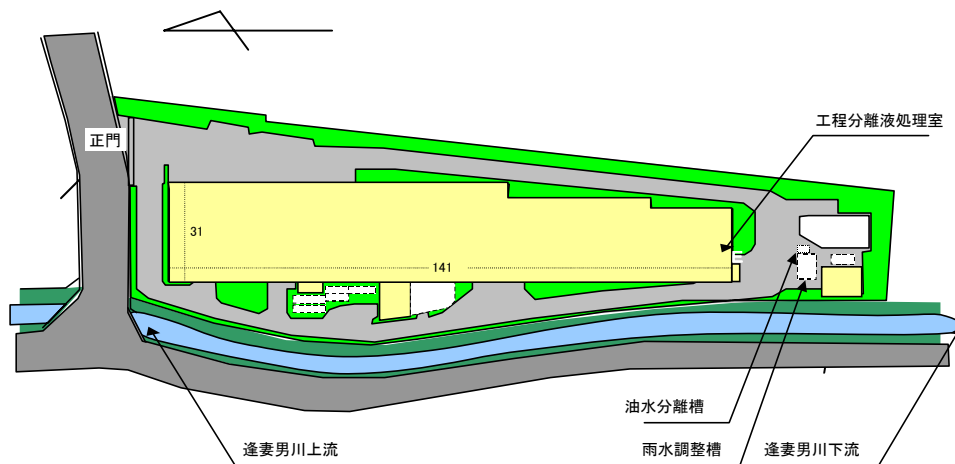 工程分離液処理室
正門
31
141
油水分離槽
逢妻男川上流
雨水調整槽
逢妻男川下流